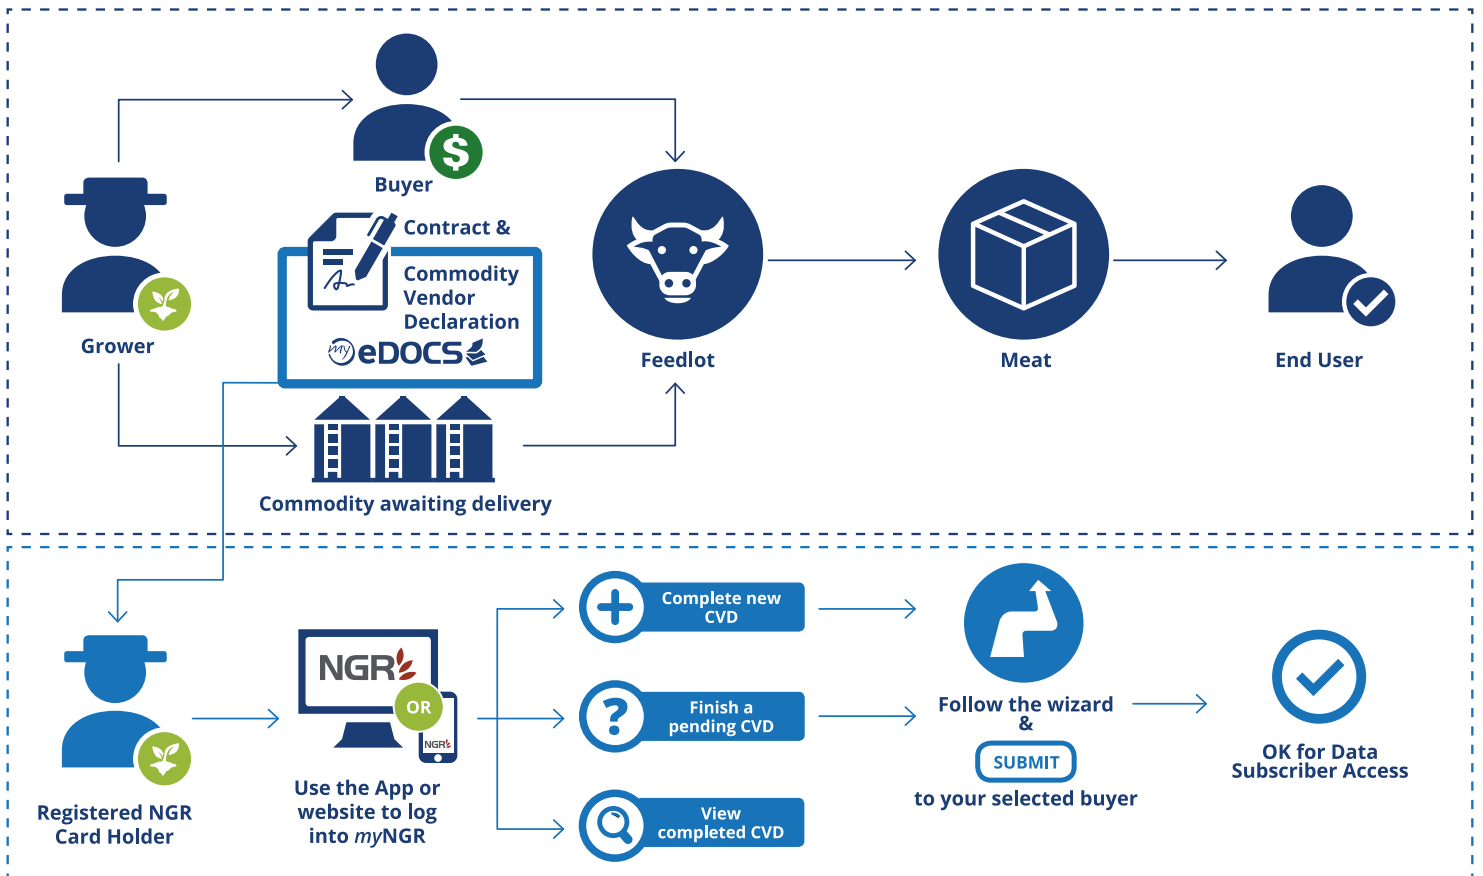 $
Buyer
Contract &
Commodity
Vendor
Declaration
my eDOCS
Grower
Feedlot
Meat
End User
Commodity awaiting delivery
NGR
OR
NGR
Registered NGR
Card Holder
Use the App or
website to log
into myNGR
Complete new
CVD
?
Finish a
pending CVD
View
completed CVD
Follow the wizard
&
SUBMIT
to your selected buyer
OK for Data
Subscriber Access